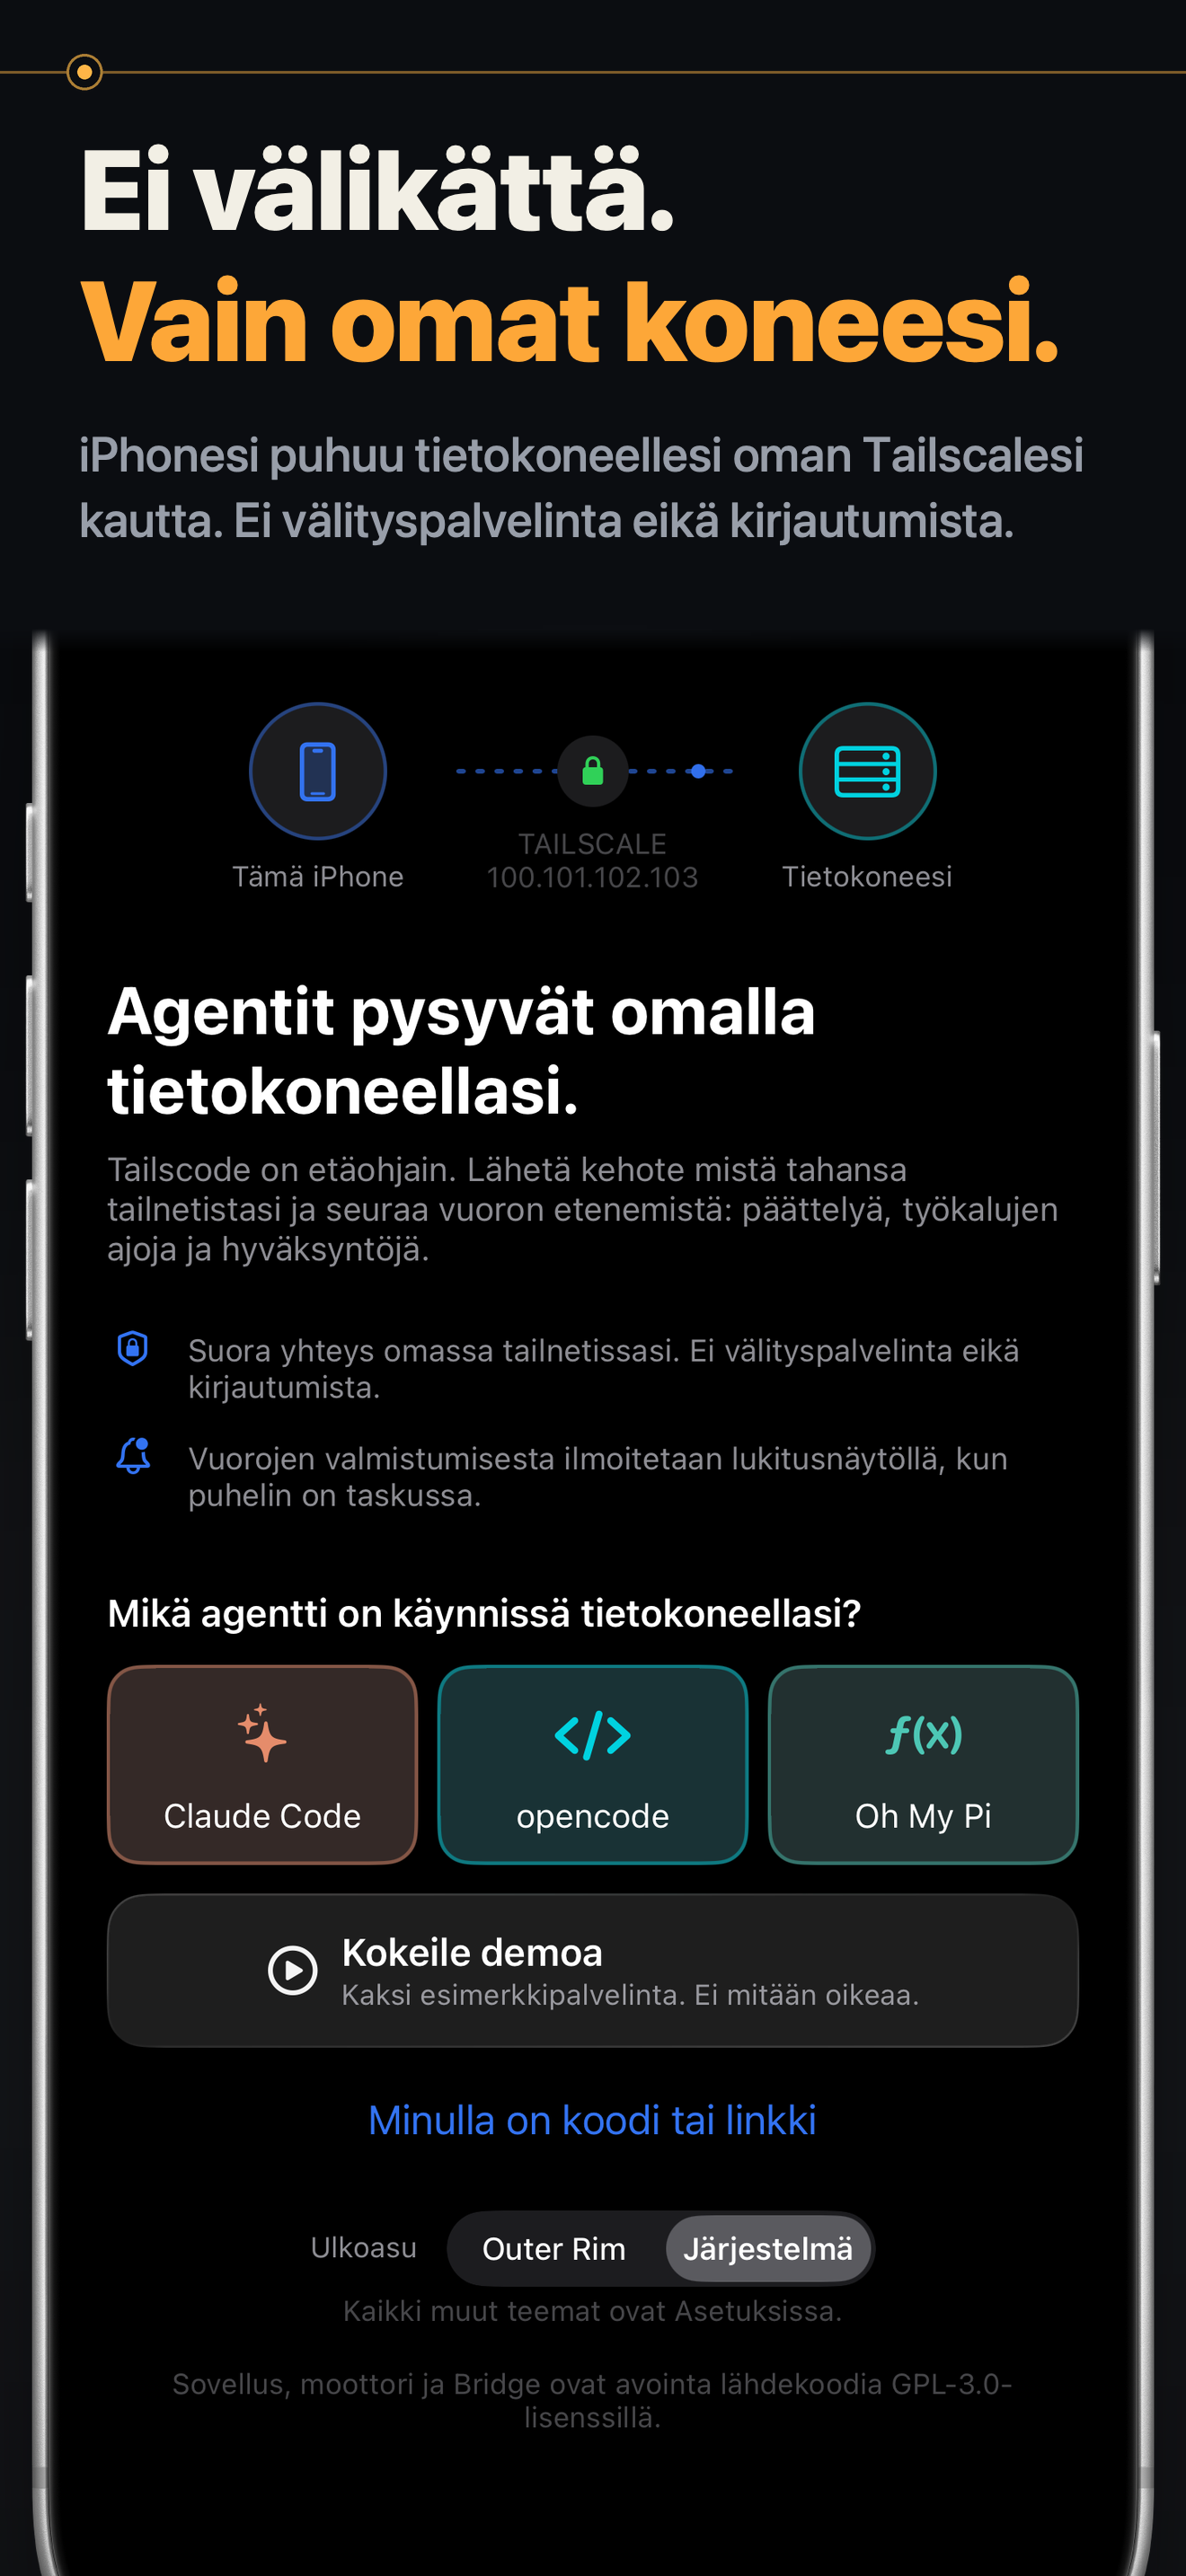 Ei välikättä.
Vain omat koneesi.
iPhonesi puhuu tietokoneellesi oman Tailscalesi
kautta. Ei välityspalvelinta eikä kirjautumista.
Tämä iPhone
TAILSCALE
100.101.102.103
Tietokoneesi
Agentit pysyvät omalla
tietokoneellasi.
Tailscode on etäohjain. Lähetä kehote mistä tahansa
tailnetistasi ja seuraa vuoron etenemistä: päättelyä, työkalujen
ajoja ja hyväksyntöjä.
Suora yhteys omassa tailnetissasi. Ei välityspalvelinta eikä
kirjautumista.
Vuorojen valmistumisesta ilmoitetaan lukitusnäytöllä, kun
puhelin on taskussa.
Mikä agentti on käynnissä tietokoneellasi?
Claude Code
</>
opencode
f(x)
Oh My Pi
Kokeile demoa
Kaksi esimerkkipalvelinta. Ei mitään oikeaa.
Minulla on koodi tai linkki
Ulkoasu
Outer Rim
Järjestelmä
Kaikki muut teemat ovat Asetuksissa.
Sovellus, moottori ja Bridge ovat avointa lähdekoodia GPL-3.0-
lisenssillä.